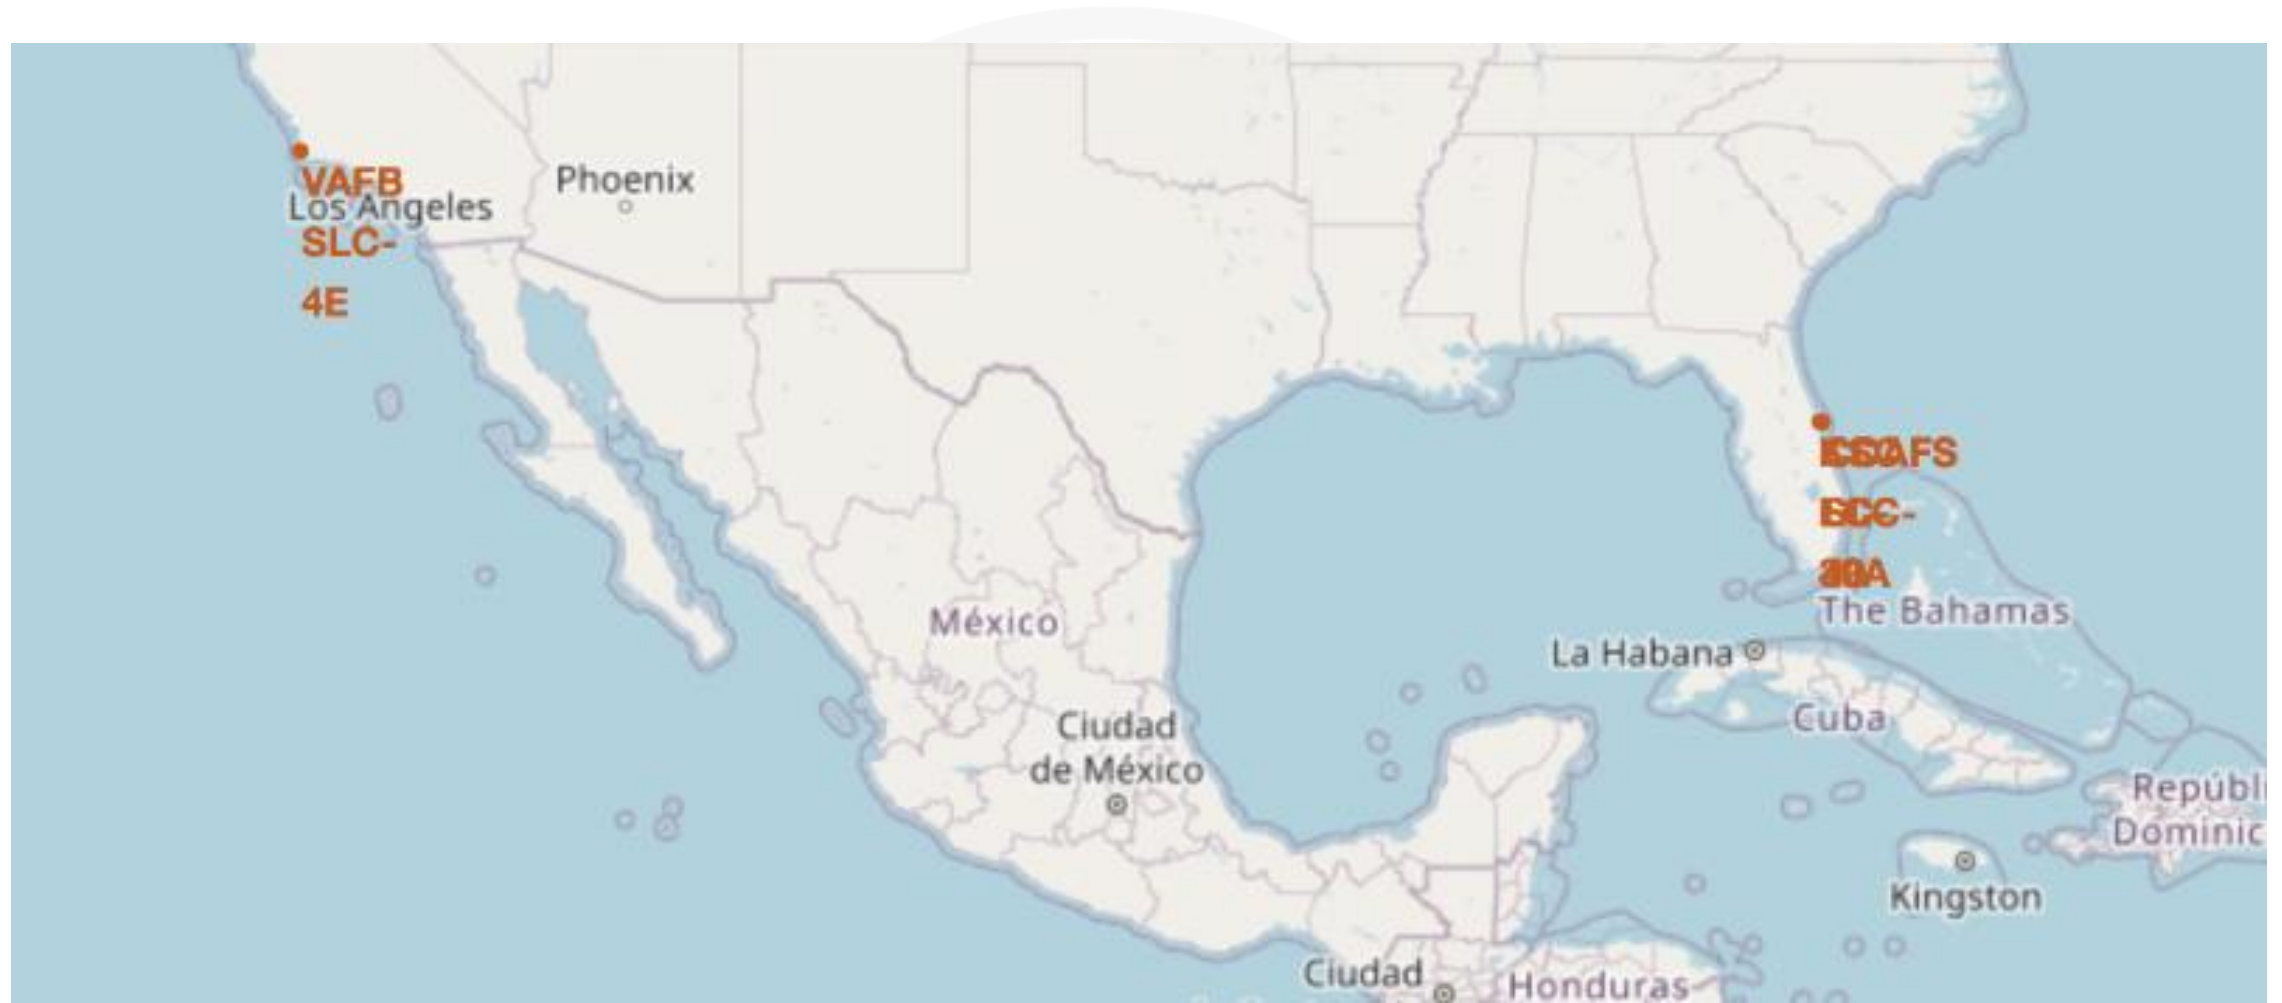 VAFB
Los Angeles
SLC-
4E
Phoenix
México
Ciudad
de México
The Bahamas
La Habana
Cuba
Repúbli
Dominic
Kingston
Ciudad
Honduras